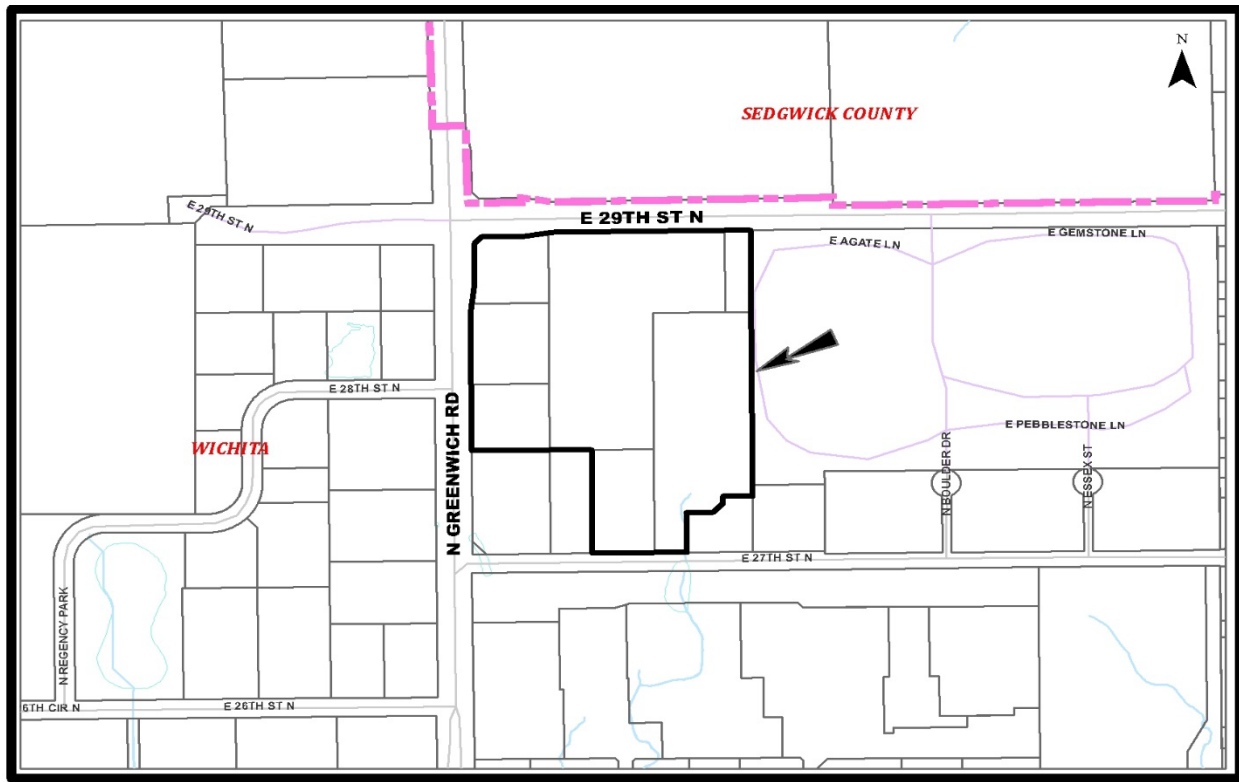 N
SEDGWICK COUNTY
E 29TH ST N
E 29TH ST N
E GEMSTONE LN
E AGATE LN
E 28TH ST N
N GREENWICH RD
WICHITA
E PEBBLESTONE LN
N BOULDER DR
N ESSEX ST
E 27TH ST N
N REGENCY PARK
6TH CIR N
E 26TH ST N